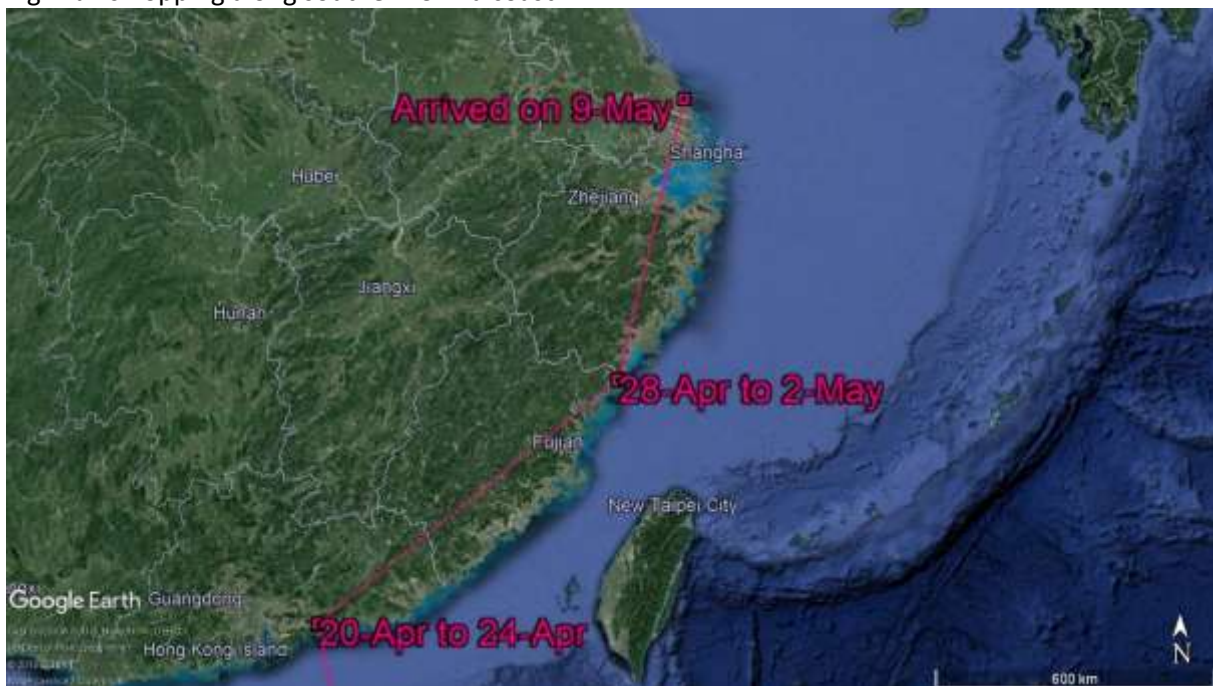 Arrived on 9-May
Shanghai
Hubei
Zhejiang
Jiangxi
Hunan
28-Apr to 2-May
Fujian
New Taipei City
Google Earth
Guangdong
20-Apr to 24-Apr
Hong Kong Island
N
600 km